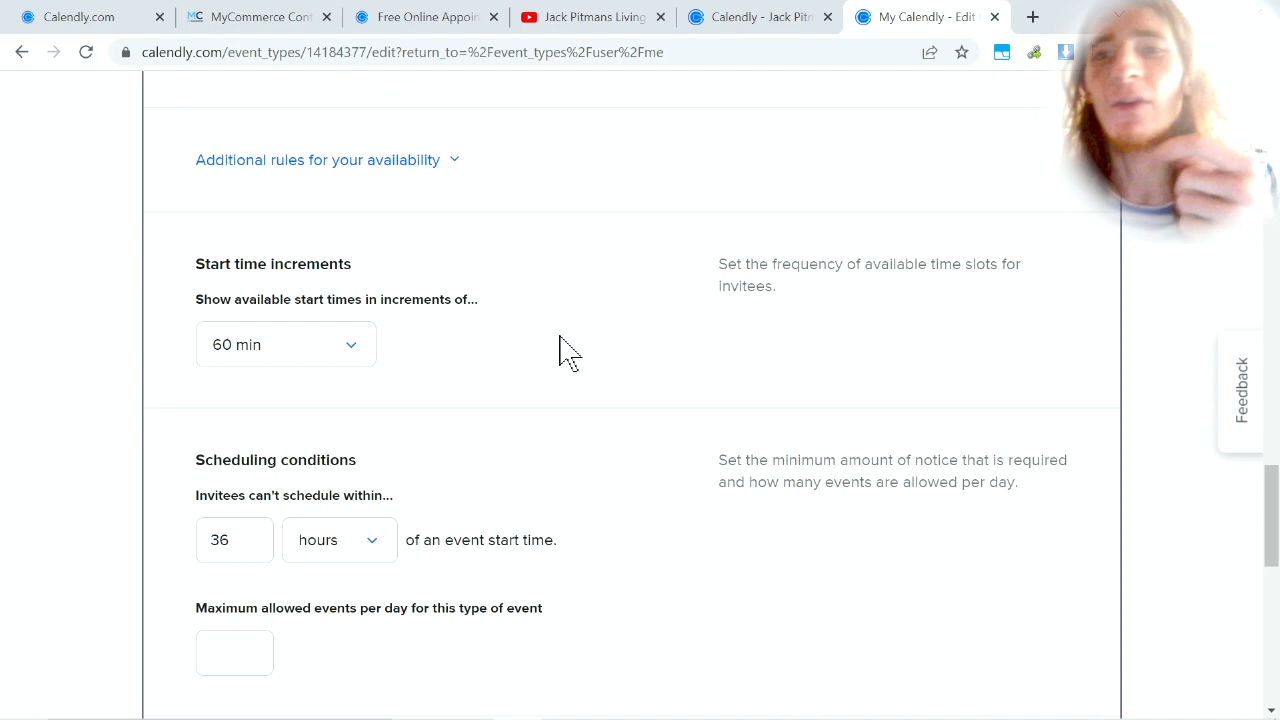 Calendly.com
MyCommerce Cont
Free Online Appoin
Jack Pitmans Living
Calendly - Jack Pitm
My Calendly - Edit
calendly.com/event_types/14184377/edit?return_to=%2Fevent_types%2Fuser%2Fme
Additional rules for your availability
Start time increments
Set the frequency of available time slots for
invitees.
Show available start times in increments of...
60 min
Feedback
Scheduling conditions
Set the minimum amount of notice that is required
and how many events are allowed per day.
Invitees can't schedule within...
36 hours of an event start time.
Maximum allowed events per day for this type of event